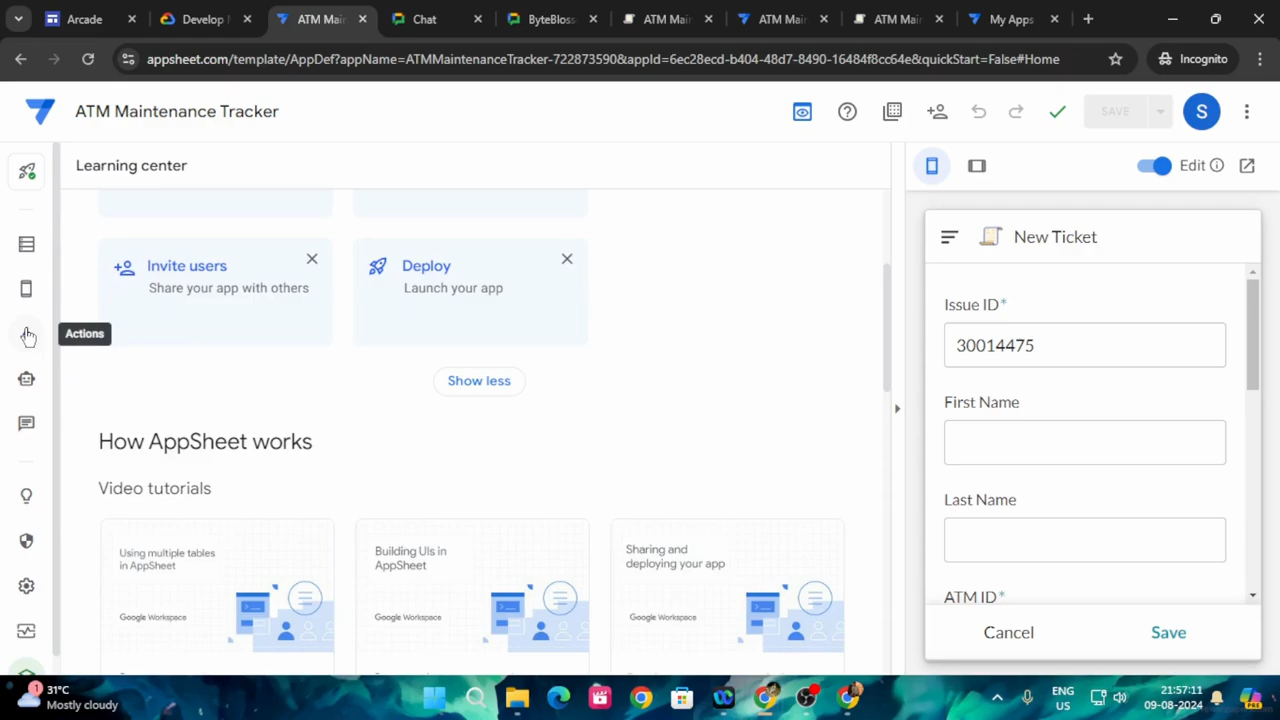 Arcade
Develop
ATM Mai
Chat
ByteBloss
ATM Mai
ATM Mai
ATM Mai
My Apps
appsheet.com/template/AppDef?appName=ATMMaintenanceTracker-722873590&appId=6ec28ecd-b404-48d7-8490-16484f8cc64e&quickStart=False#Home
Incognito
ATM Maintenance Tracker
SAVE
S
Learning center
Edit
Invite users
Share your app with others
Deploy
Launch your app
Actions
Show less
How AppSheet works
Video tutorials
Using multiple tables
in AppSheet
Google Workspace
Building UIs in
AppSheet
Google Workspace
Sharing and
deploying your app
Google Workspace
New Ticket
Issue ID*
30014475
First Name
Last Name
ATM ID*
Cancel
Save
1
31°C
Mostly cloudy
ENG
US
21:57:11
09-08-2024
PRE